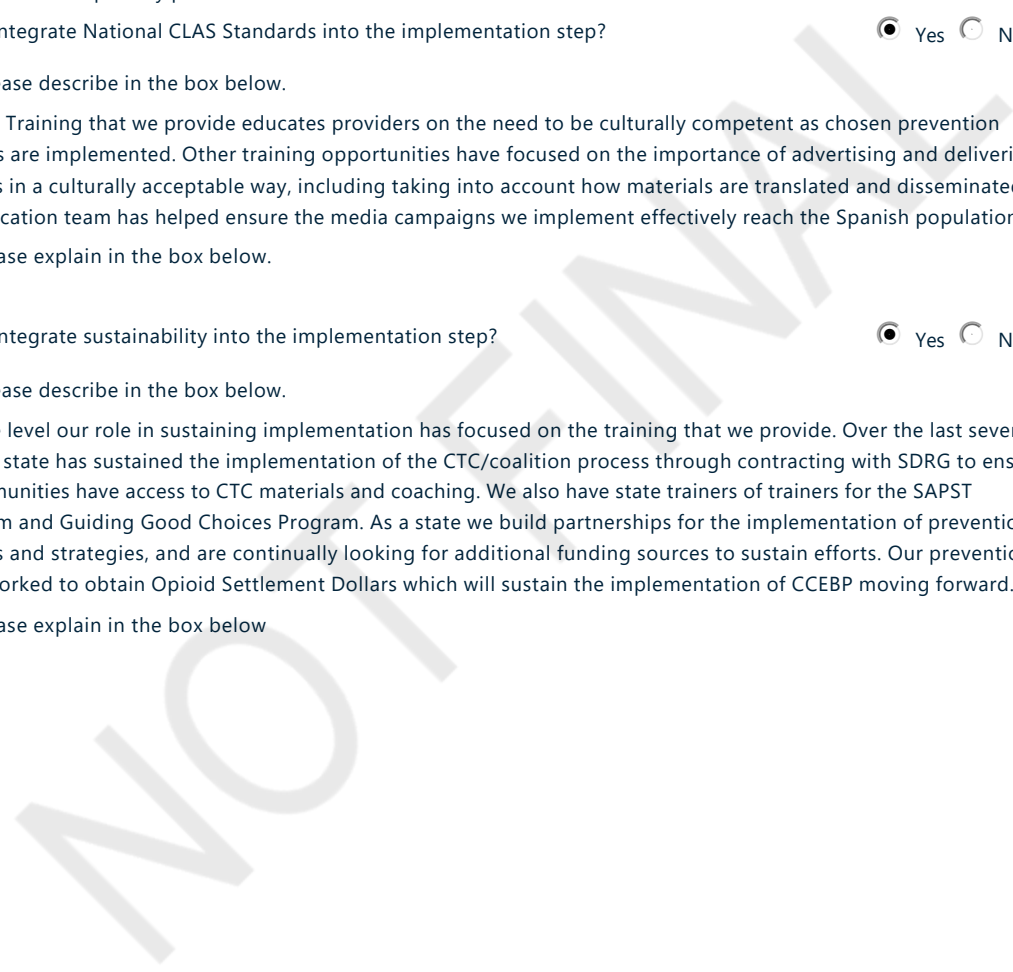 ntegrate National CLAS Standards into the implementation step? Yes N
ase describe in the box below.
Training that we provide educates providers on the need to be culturally competent as chosen prevention
s are implemented. Other training opportunities have focused on the importance of advertising and deliveri
s in a culturally acceptable way, including taking into account how materials are translated and disseminated
cation team has helped ensure the media campaigns we implement effectively reach the Spanish population
ase explain in the box below.
ntegrate sustainability into the implementation step? Yes N
ase describe in the box below.
level our role in sustaining implementation has focused on the training that we provide. Over the last sever
state has sustained the implementation of the CTC/coalition process through contracting with SDRG to ens
munities have access to CTC materials and coaching. We also have state trainers of trainers for the SAPST
m and Guiding Good Choices Program. As a state we build partnerships for the implementation of preventio
s and strategies, and are continually looking for additional funding sources to sustain efforts. Our preventio
orked to obtain Opioid Settlement Dollars which will sustain the implementation of CCEBP moving forward.
ase explain in the box below
NOT FINAL